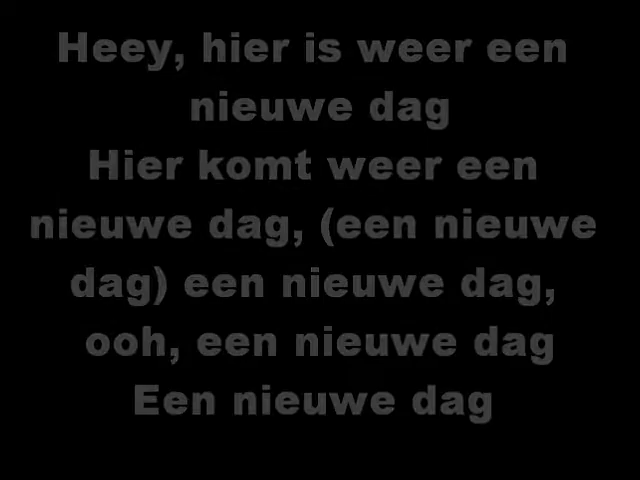 Heey, hier is weer een
nieuwe dag
Hier komt weer een
nieuwe dag, (een nieuwe
dag) een nieuwe dag,
ooh, een nieuwe dag
Een nieuwe dag